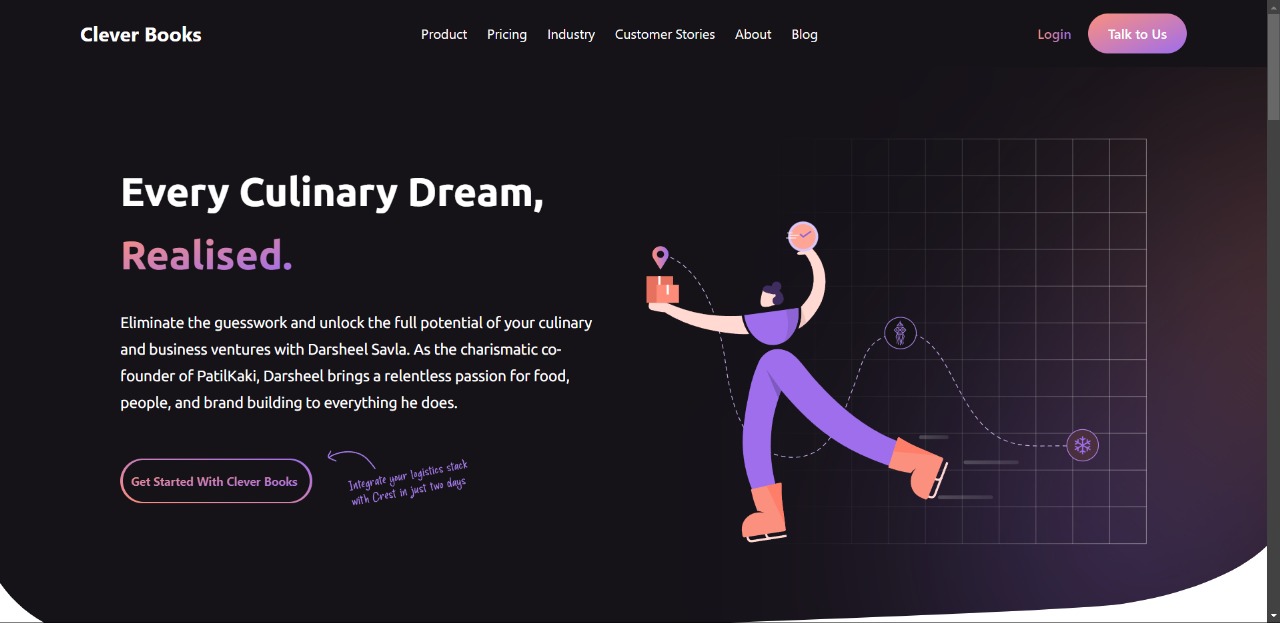 Clever Books
Product Pricing Industry Customer Stories About Blog
Login
Talk to Us
Every Culinary Dream,
Realised.
Eliminate the guesswork and unlock the full potential of your culinary
and business ventures with Darsheel Savla. As the charismatic co-
founder of PatilKaki, Darsheel brings a relentless passion for food,
people, and brand building to everything he does.
Get Started With Clever Books
Integrate your logistics stack
with Crest in just two days